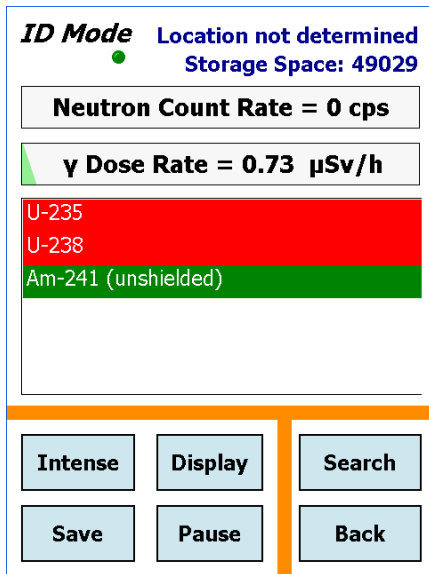 ID Mode
Location not determined
Storage Space: 49029
Neutron Count Rate = 0 cps
γ Dose Rate = 0.73 µSv/h
U-235
U-238
Am-241 (unshielded)
Intense
Display
Search
Save
Pause
Back